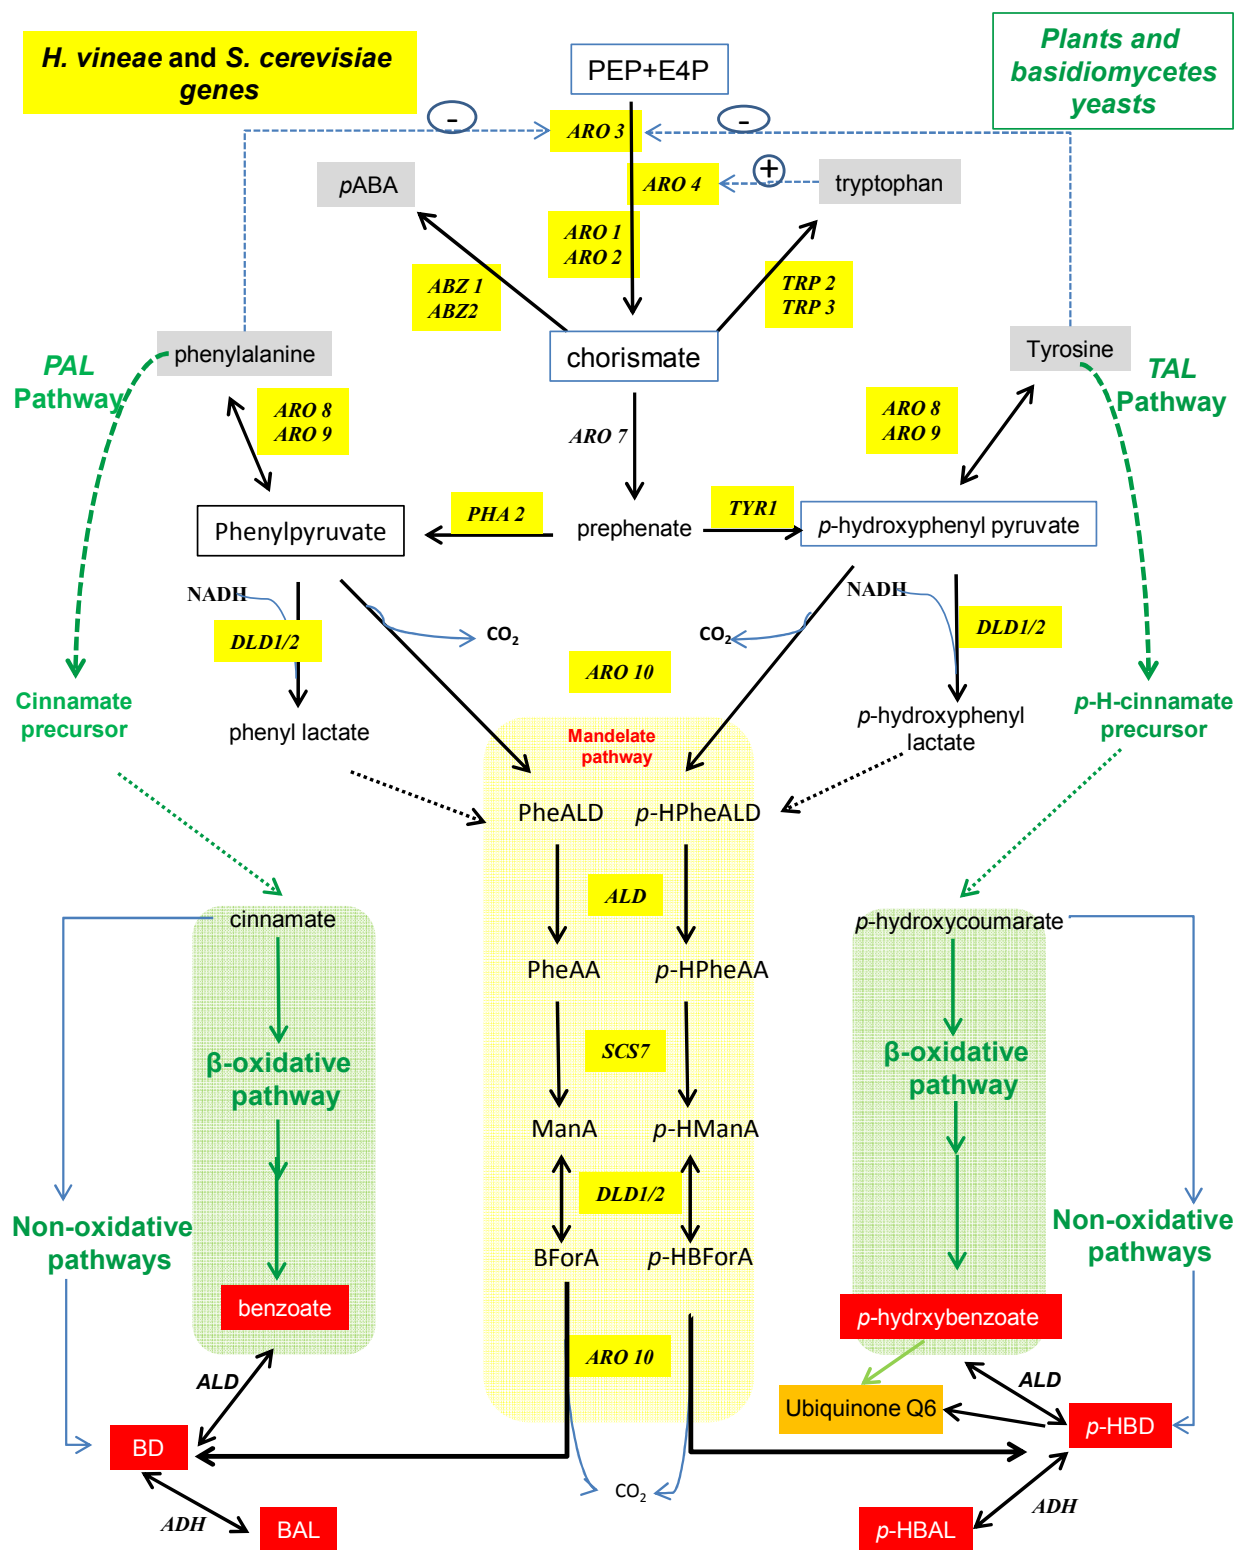 H. vineae and S. cerevisiae
genes
PEP+E4P
Plants and
basidiomycetes
yeasts
-
ARO 3
-
pABA
ARO 4
+
tryptophan
ARO 1
ARO 2
ABZ 1
ABZ2
TRP 2
TRP 3
PAL
Pathway
phenylalanine
chorismate
Tyrosine
TAL
Pathway
ARO 8
ARO 9
ARO 7
ARO 8
ARO 9
Phenylpyruvate
PHA 2
prephenate
TYR1
p-hydroxyphenyl pyruvate
NADH
DLD1/2
CO2
ARO 10
CO2
NADH
DLD1/2
Cinnamate
precursor
phenyl lactate
Mandelate
pathway
p-hydroxyphenyl
lactate
p-H-cinnamate
precursor
PheALD
p-HPheALD
ALD
cinnamate
p-hydroxycoumarate
PheAA
p-HPheAA
β-oxidative
pathway
SCS7
β-oxidative
pathway
ManA
p-HManA
DLD1/2
Non-oxidative
pathways
BForA
p-HBForA
Non-oxidative
pathways
benzoate
p-hydrxybenzoate
ARO 10
ALD
ALD
Ubiquinone Q6
BD
p-HBD
CO2
ADH
BAL
p-HBAL
ADH